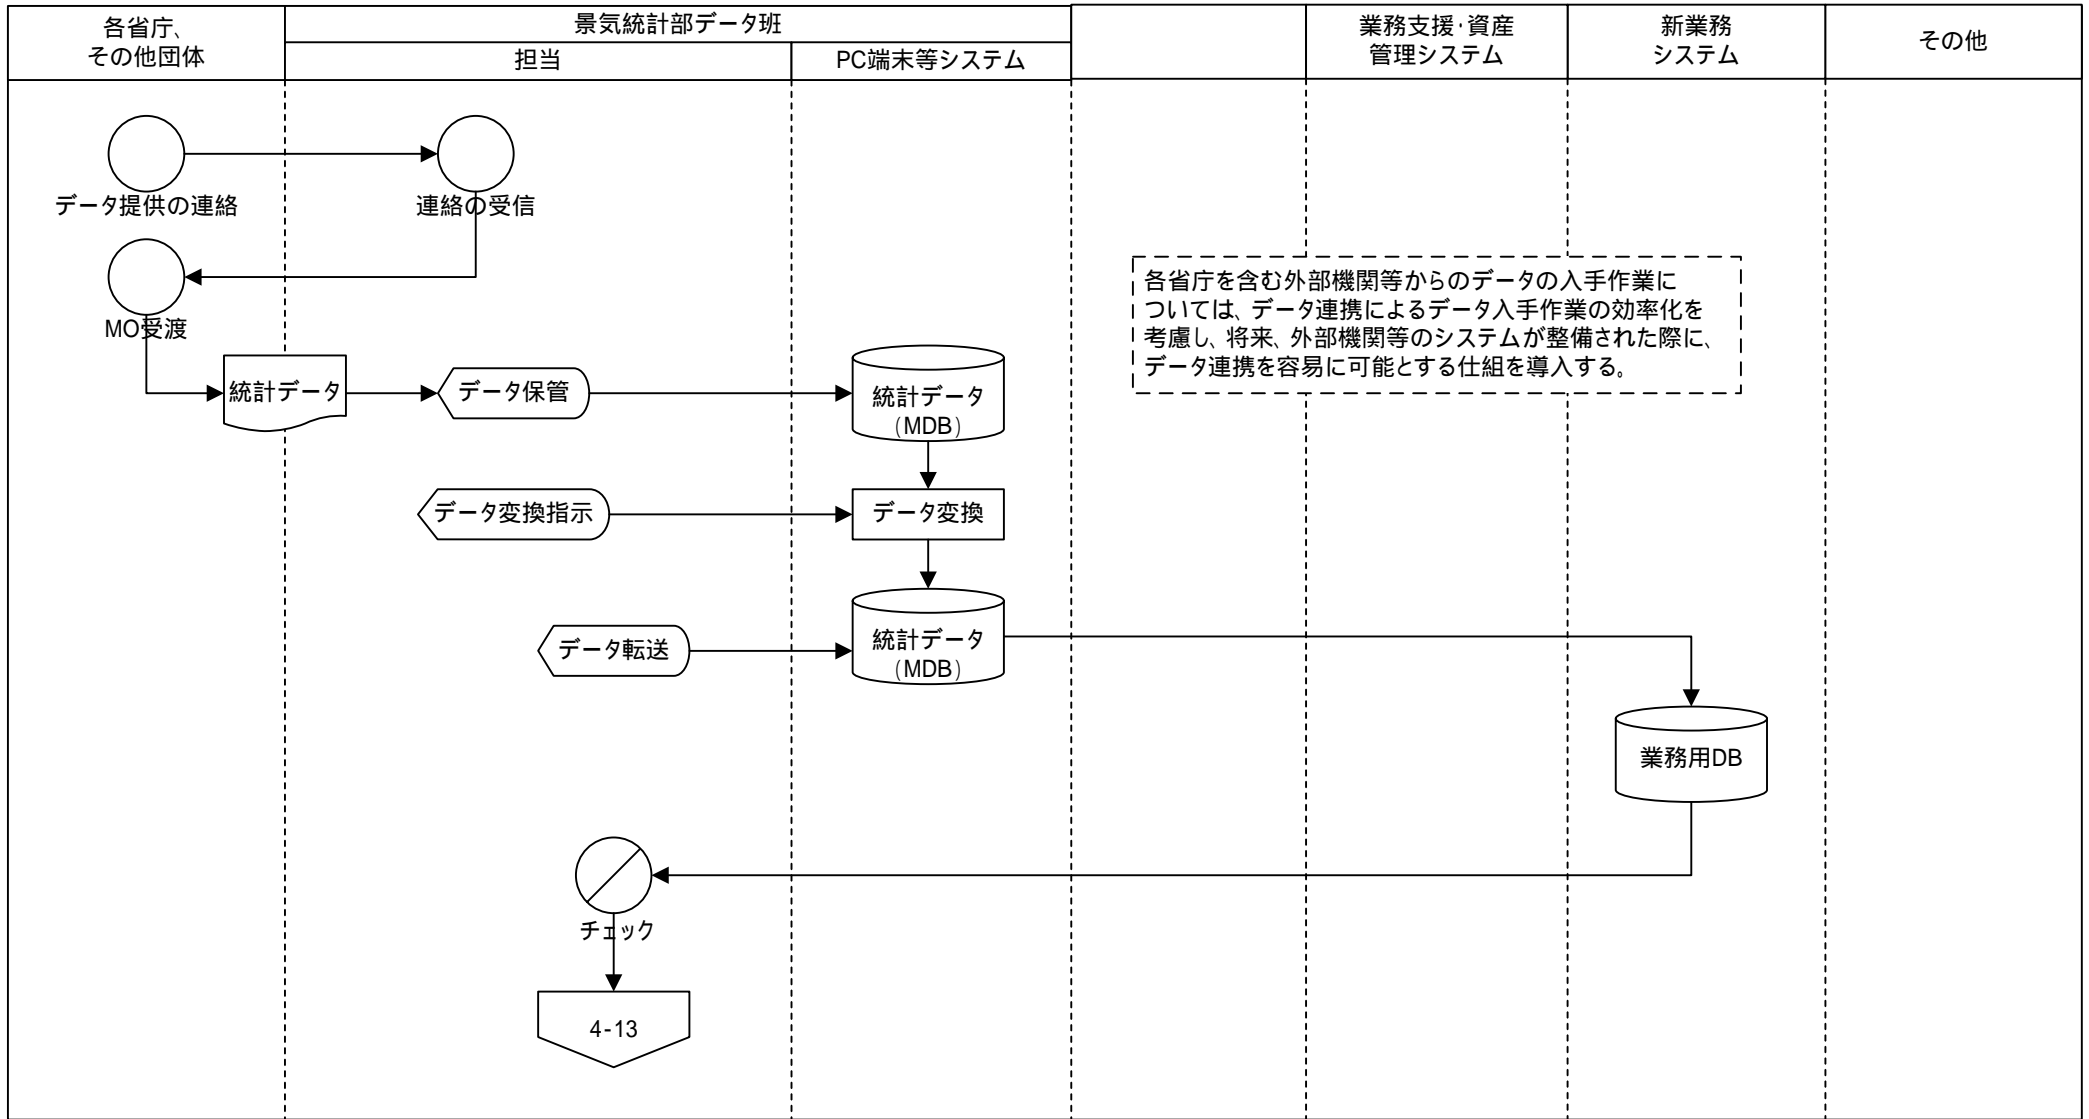 各省庁、
その他団体
景気統計部データ班
担当
PC端末等システム
業務支援・資産
管理システム
新業務
システム
その他
データ提供の連絡
連絡の受信
MO受渡
各省庁を含む外部機関等からのデータの入手作業に
ついては、データ連携によるデータ入手作業の効率化を
考慮し、将来、外部機関等のシステムが整備された際に、
データ連携を容易に可能とする仕組を導入する。
統計データ
データ保管
統計データ
(MDB)
データ変換指示
データ変換
データ転送
統計データ
(MDB)
業務用DB
チェック
4-13